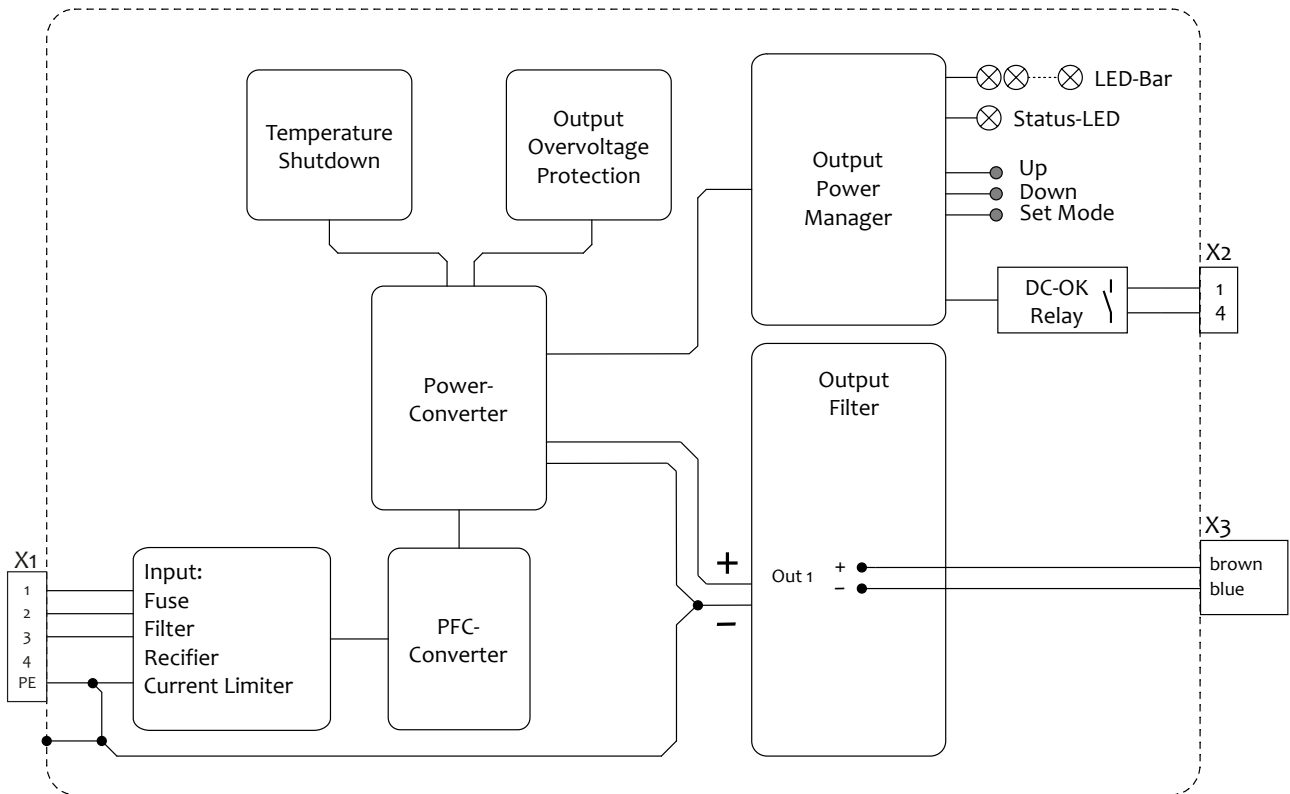 Temperature
Shutdown
Output
Overvoltage
Protection
Output
Power
Manager
LED-Bar
Status-LED
Up
Down
Set Mode
X2
DC-OK
Relay
1
4
Power-
Converter
Output
Filter
X1
1
2
3
4
PE
Input:
Fuse
Filter
Rectifier
Current Limiter
PFC-
Converter
+
−
Out 1
+
−
X3
brown
blue